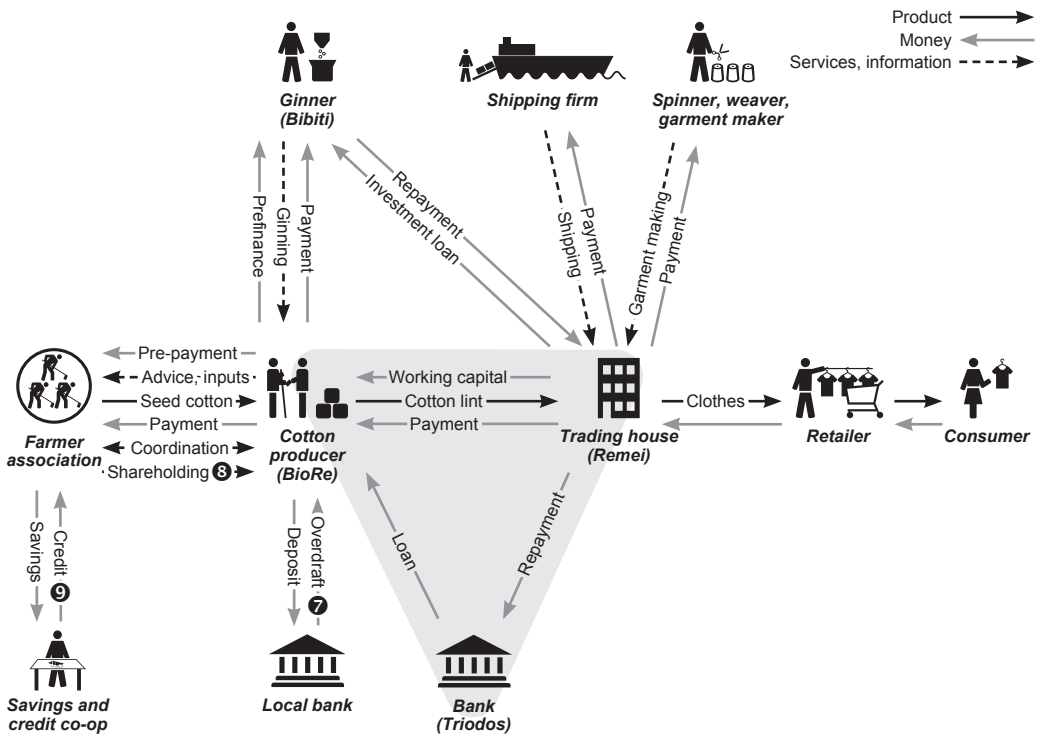 Product
Money
Services, information
Ginner
(Bibiti)
Shipping firm
Spinner, weaver,
garment maker
Prefinance
Ginning
Payment
Repayment
Investment loan
Shipping
Payment
Garment making
Payment
Pre-payment
Advice, inputs
Seed cotton
Payment
Coordination
Shareholding 8
Working capital
Cotton lint
Payment
Clothes
Farmer
association
Cotton
producer
(BioRe)
Trading house
(Remei)
Retailer
Consumer
Savings
Credit 9
Deposit
Overdraft 7
Loan
Repayment
Savings and
credit co-op
Local bank
Bank
(Triodos)